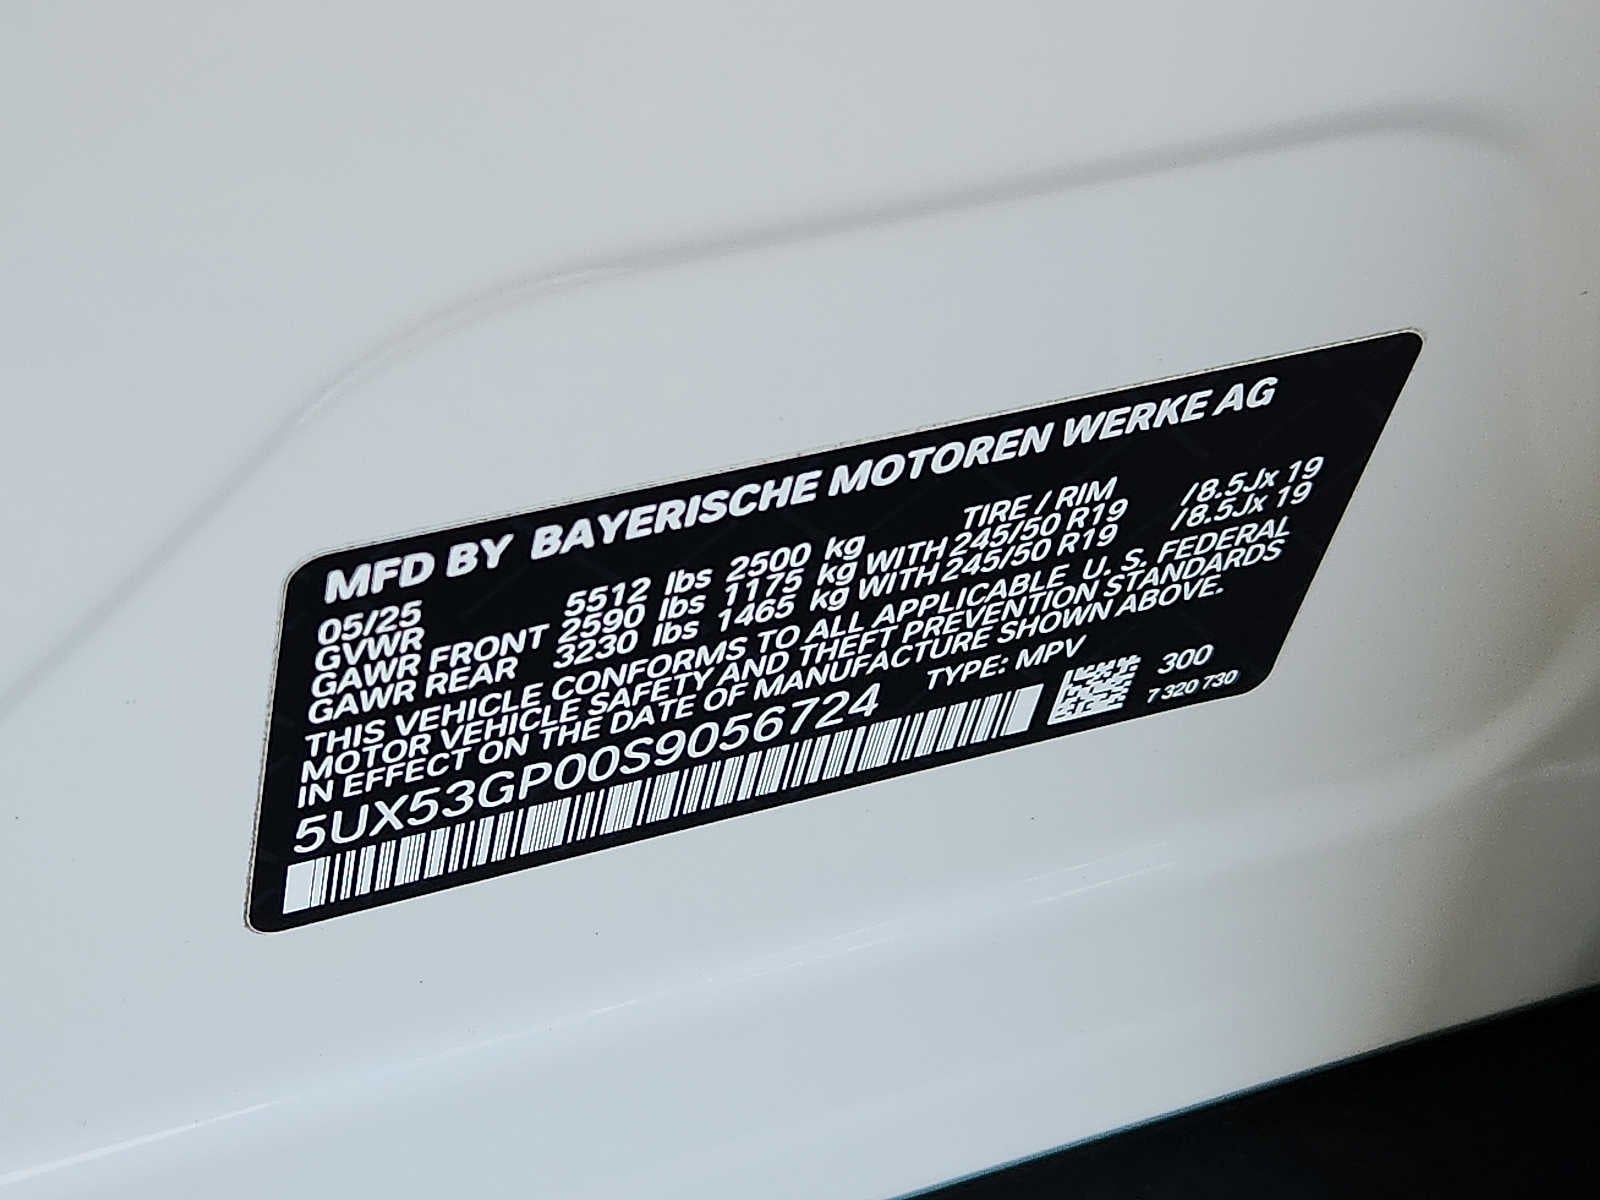 MFD BY BAYERISCHE MOTOREN WERKE AG
05/25 TIRE / RIM
GVWR 5512 lbs 2500 kg
GAWR FRONT 2590 lbs 1175 kg WITH 245/50 R19 /8.5Jx 19
GAWR REAR 3230 lbs 1465 kg WITH 245/50 R19 /8.5Jx 19
THIS VEHICLE CONFORMS TO ALL APPLICABLE U. S. FEDERAL
MOTOR VEHICLE SAFETY AND THEFT PREVENTION STANDARDS
IN EFFECT ON THE DATE OF MANUFACTURE SHOWN ABOVE.
5UX53GP00S9056724 TYPE: MPV
300
7 320 730